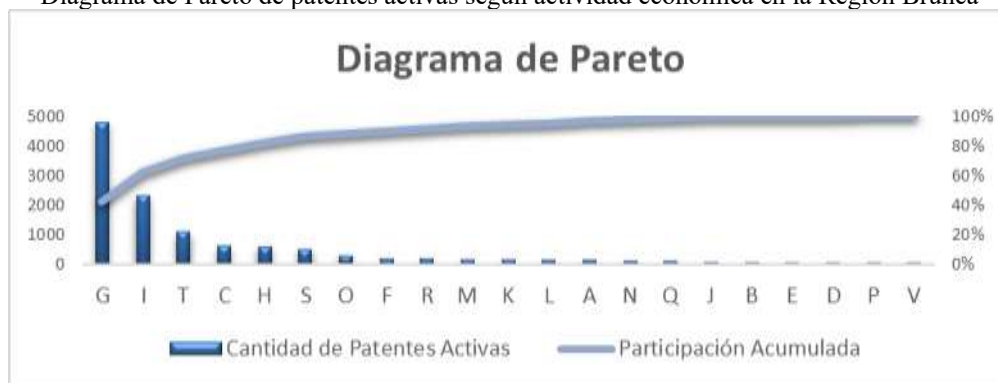 Diagrama de Pareto de patentes activas según actividad económica en la Región Brunca
Diagrama de Pareto
5000 100%
4000 80%
3000 60%
2000 40%
1000 20%
0 0%
G I T C H S O F R M K L A N Q J B E D P V
Cantidad de Patentes Activas Participación Acumulada